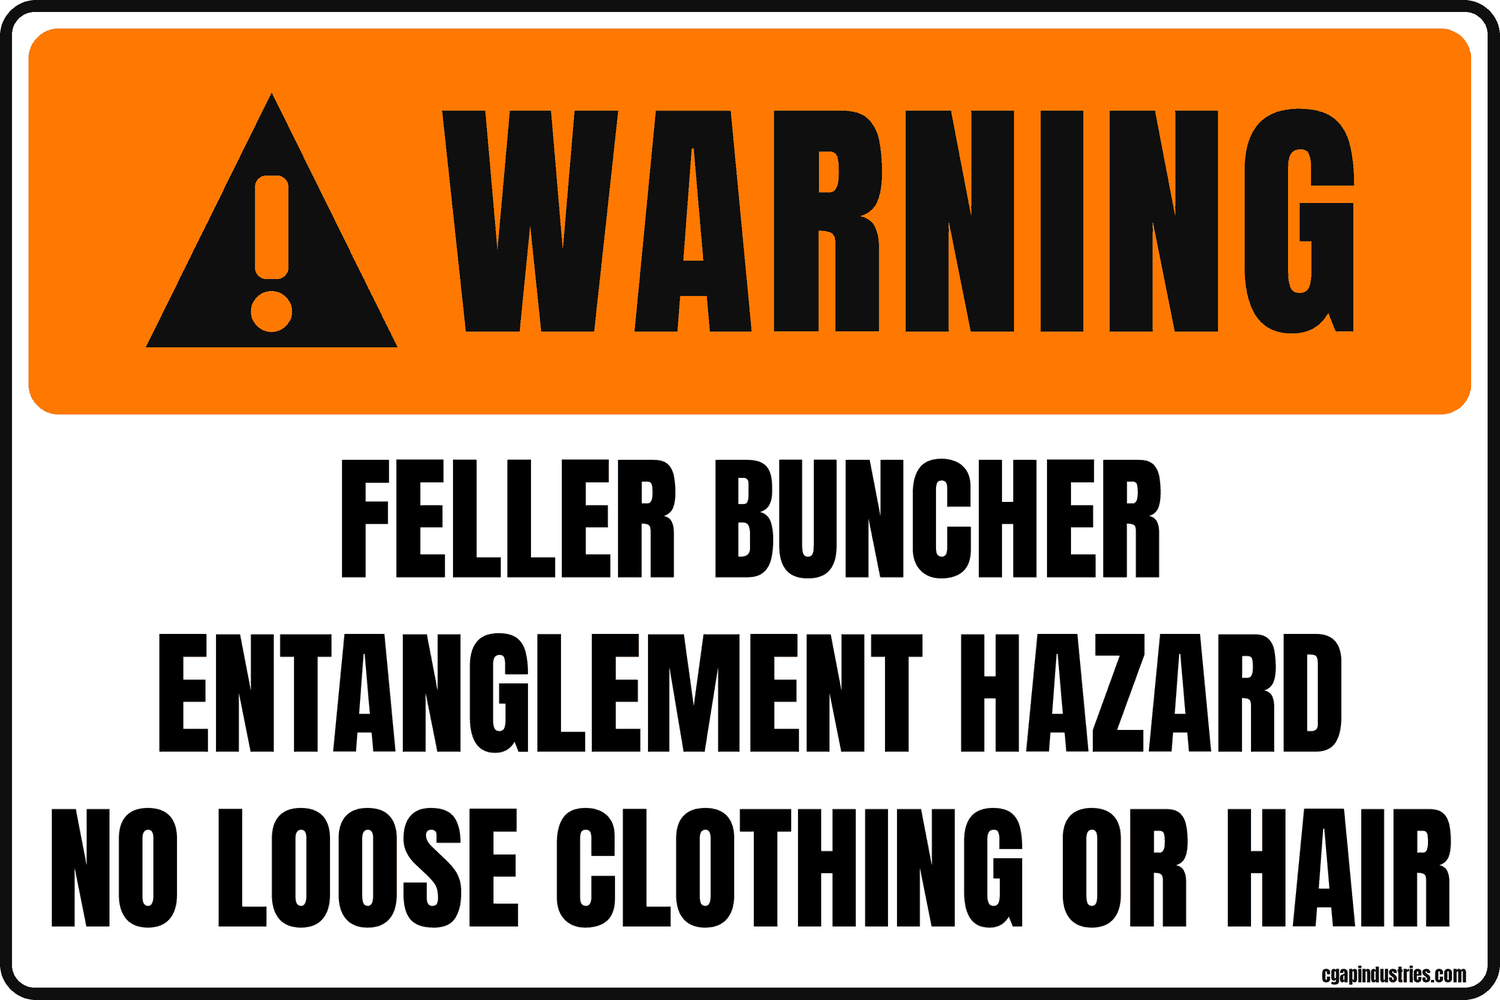 WARNING
FELLER BUNCHER
ENTANGLEMENT HAZARD
NO LOOSE CLOTHING OR HAIR
cgapindustries.com